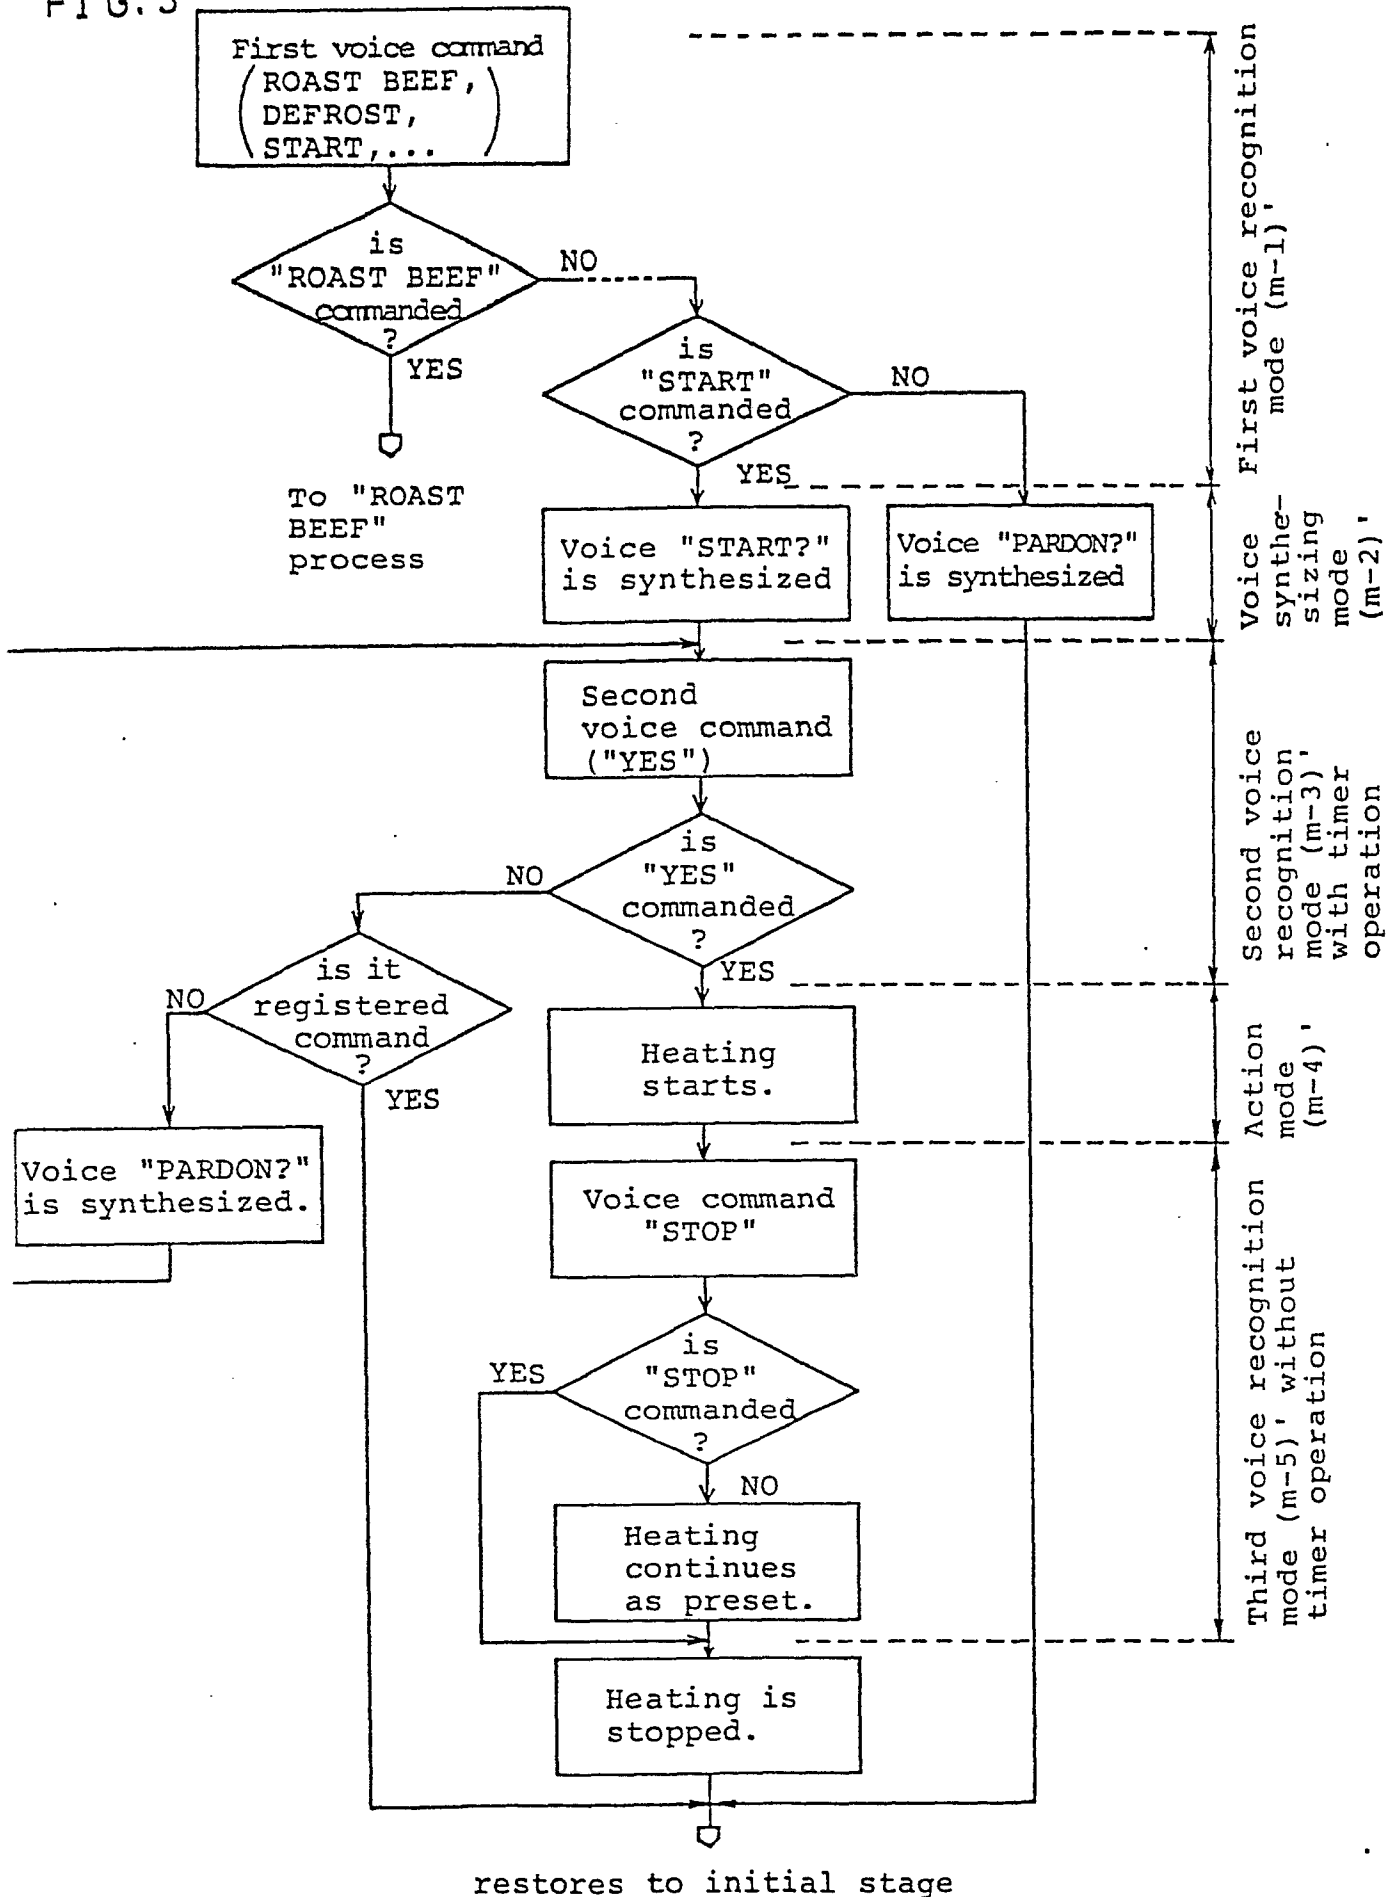 FIG.5
First voice command
(ROAST BEEF,
DEFROST,
START,...)
is
"ROAST BEEF"
commanded
?
NO
YES
To "ROAST
BEEF"
process
is
"START"
commanded
?
NO
YES
Voice "START?"
is synthesized
Voice "PARDON?"
is synthesized
Second
voice command
("YES")
is
"YES"
commanded
?
NO
YES
is it
registered
command
?
NO
YES
Voice "PARDON?"
is synthesized.
Heating
starts.
Voice command
"STOP"
is
"STOP"
commanded
?
YES
NO
Heating
continues
as preset.
Heating is
stopped.
restores to initial stage
First voice recognition
mode (m-1)'
Voice
synthe-
sizing
mode
(m-2)'
Second voice
recognition
mode (m-3)'
with timer
operation
Action
mode
(m-4)'
Third voice recognition
mode (m-5)' without
timer operation